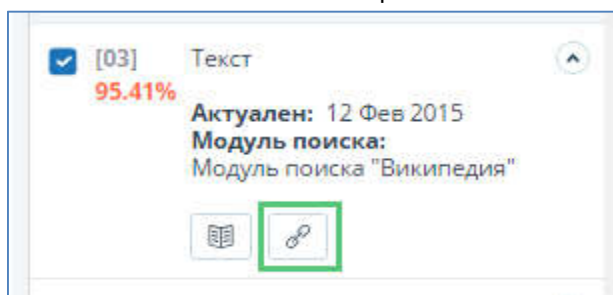 [03] Текст
95.41%
Актуален: 12 Фев 2015
Модуль поиска:
Модуль поиска "Википедия"